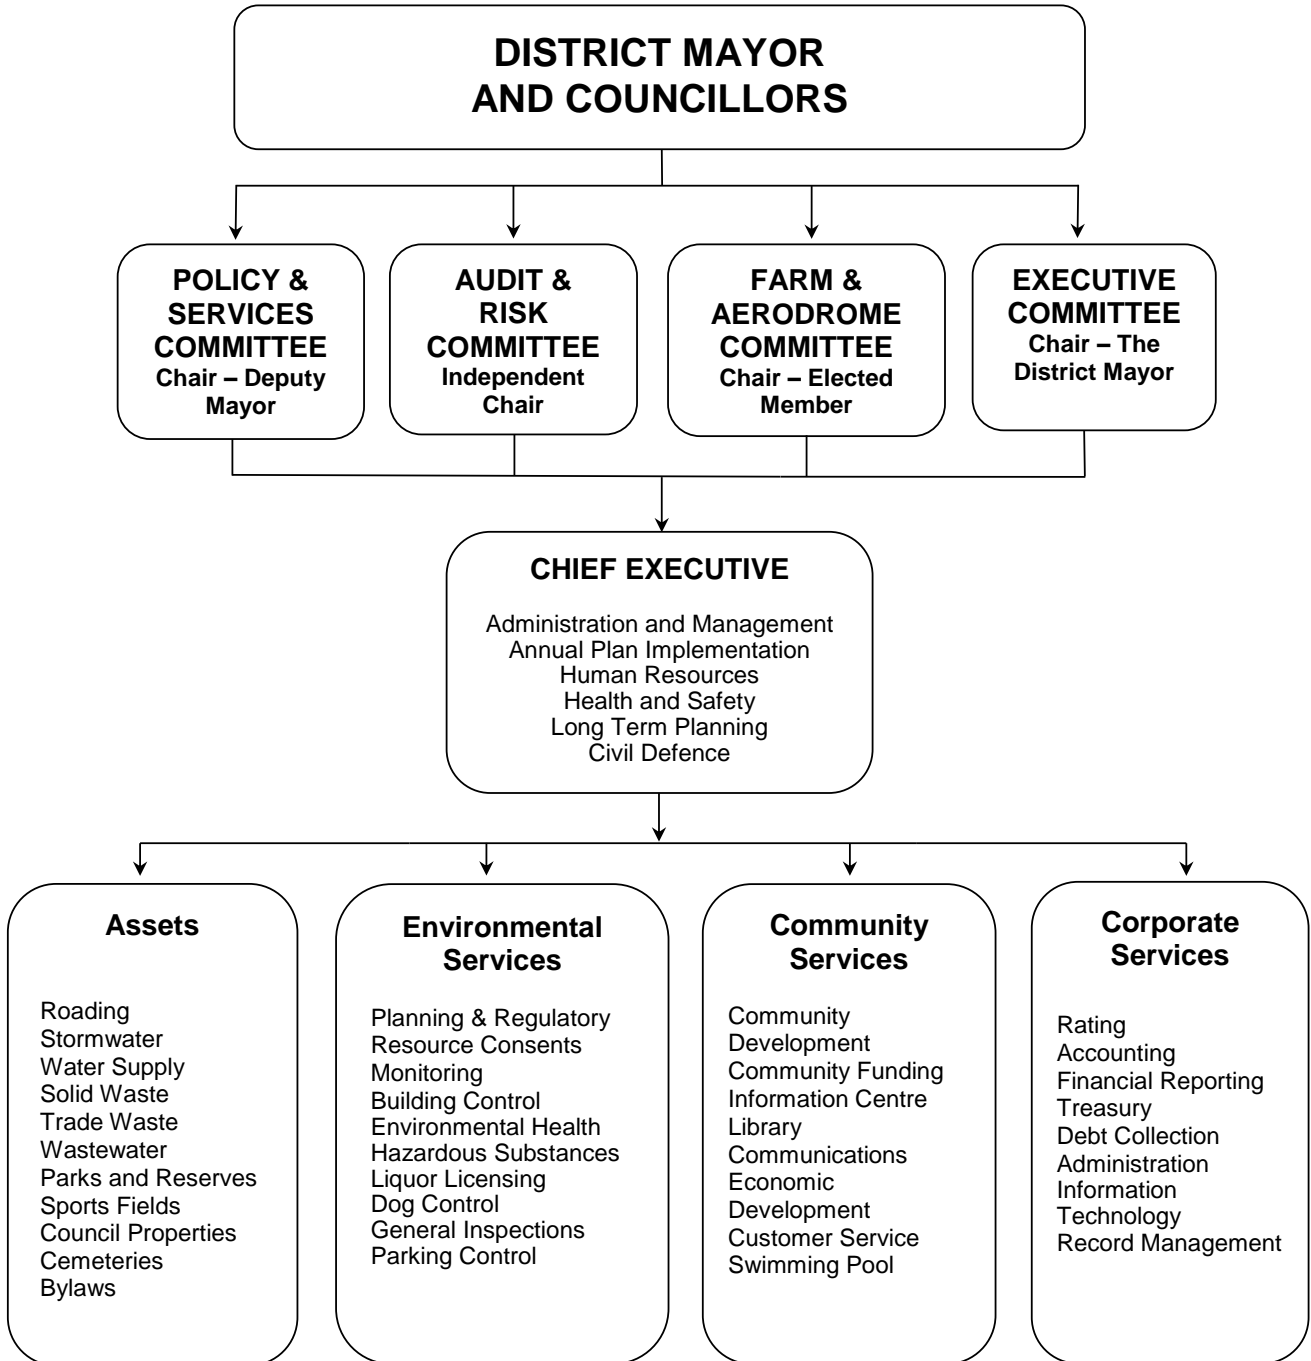 DISTRICT MAYOR
AND COUNCILLORS
POLICY &
SERVICES
COMMITTEE
Chair – Deputy
Mayor
AUDIT &
RISK
COMMITTEE
Independent
Chair
FARM &
AERODROME
COMMITTEE
Chair – Elected
Member
EXECUTIVE
COMMITTEE
Chair – The
District Mayor
CHIEF EXECUTIVE
Administration and Management
Annual Plan Implementation
Human Resources
Health and Safety
Long Term Planning
Civil Defence
Assets
Roading
Stormwater
Water Supply
Solid Waste
Trade Waste
Wastewater
Parks and Reserves
Sports Fields
Council Properties
Cemeteries
Bylaws
Environmental
Services
Planning & Regulatory
Resource Consents
Monitoring
Building Control
Environmental Health
Hazardous Substances
Liquor Licensing
Dog Control
General Inspections
Parking Control
Community
Services
Community
Development
Community Funding
Information Centre
Library
Communications
Economic
Development
Customer Service
Swimming Pool
Corporate
Services
Rating
Accounting
Financial Reporting
Treasury
Debt Collection
Administration
Information
Technology
Record Management